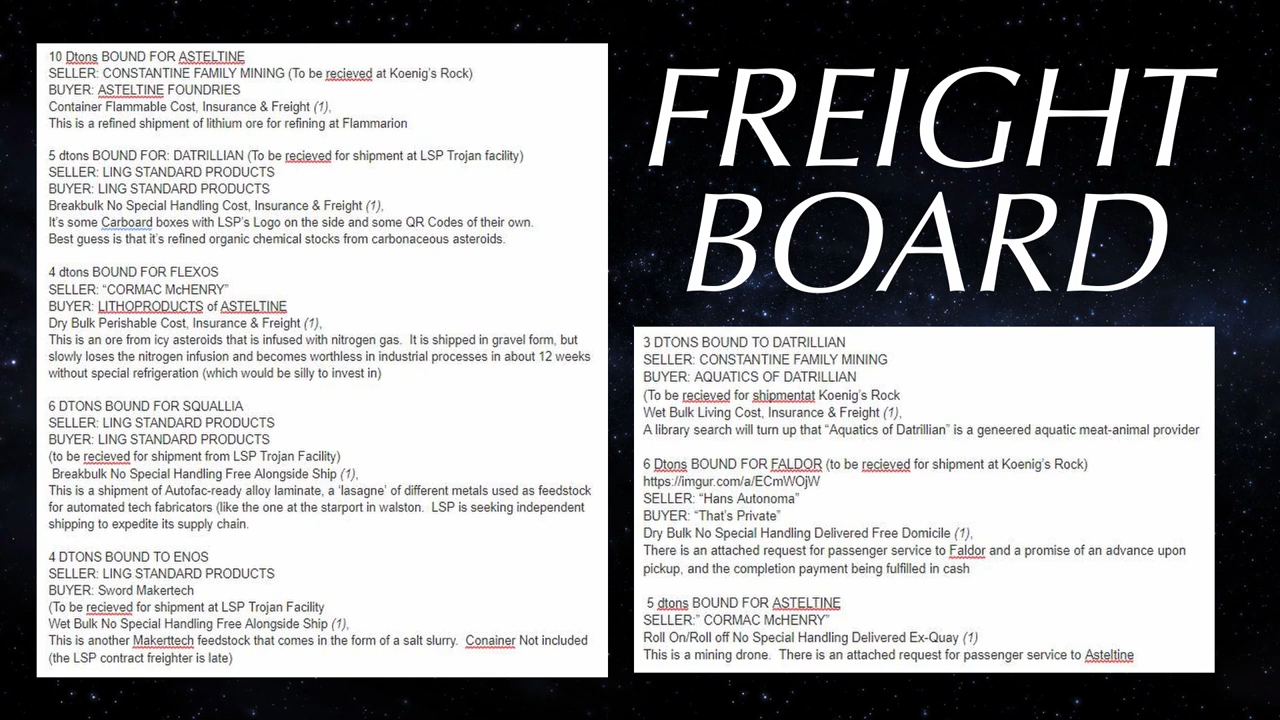 10 Dtons BOUND FOR ASTELTINE
SELLER: CONSTANTINE FAMILY MINING (To be recieved at Koenig's Rock)
BUYER: ASTELTINE FOUNDRIES
Container Flammable Cost, Insurance & Freight (1),
This is a refined shipment of lithium ore for refining at Flammarion
5 dtons BOUND FOR: DATRILLIAN (To be recieved for shipment at LSP Trojan facility)
SELLER: LING STANDARD PRODUCTS
BUYER: LING STANDARD PRODUCTS
Breakbulk No Special Handling Cost, Insurance & Freight (1),
It's some Carboard boxes with LSP's Logo on the side and some QR Codes of their own.
Best guess is that it's refined organic chemical stocks from carbonaceous asteroids.
4 dtons BOUND FOR FLEXOS
SELLER: “CORMAC McHENRY”
BUYER: LITHOPRODUCTS of ASTELTINE
Dry Bulk Perishable Cost, Insurance & Freight (1),
This is an ore from icy asteroids that is infused with nitrogen gas.  It is shipped in gravel form, but
slowly loses the nitrogen infusion and becomes worthless in industrial processes in about 12 weeks
without special refrigeration (which would be silly to invest in)
6 DTONS BOUND FOR SQUALLIA
SELLER: LING STANDARD PRODUCTS
BUYER: LING STANDARD PRODUCTS
(to be recieved for shipment from LSP Trojan Facility)
Breakbulk No Special Handling Free Alongside Ship (1),
This is a shipment of Autofac-ready alloy laminate, a ‘lasagne’ of different metals used as feedstock
for automated tech fabricators (like the one at the starport in walston.  LSP is seeking independent
shipping to expedite its supply chain.
4 DTONS BOUND TO ENOS
SELLER: LING STANDARD PRODUCTS
BUYER: Sword Makertech
(To be recieved for shipment at LSP Trojan Facility
Wet Bulk No Special Handling Free Alongside Ship (1),
This is another Makerttech feedstock that comes in the form of a salt slurry.  Conainer Not included
(the LSP contract freighter is late)
FREIGHT
BOARD
3 DTONS BOUND TO DATRILLIAN
SELLER: CONSTANTINE FAMILY MINING
BUYER: AQUATICS OF DATRILLIAN
(To be recieved for shipmentat Koenig's Rock
Wet Bulk Living Cost, Insurance & Freight (1),
A library search will turn up that “Aquatics of Datrillian” is a geneered aquatic meat-animal provider
6 Dtons BOUND FOR FALDOR (to be recieved for shipment at Koenig's Rock)
https://imgur.com/a/ECmWOjW
SELLER: “Hans Autonoma”
BUYER: “That's Private”
Dry Bulk No Special Handling Delivered Free Domicile (1),
There is an attached request for passenger service to Faldor and a promise of an advance upon
pickup, and the completion payment being fulfilled in cash
5 dtons BOUND FOR ASTELTINE
SELLER:” CORMAC McHENRY”
Roll On/Roll off No Special Handling Delivered Ex-Quay (1)
This is a mining drone.  There is an attached request for passenger service to Asteltine